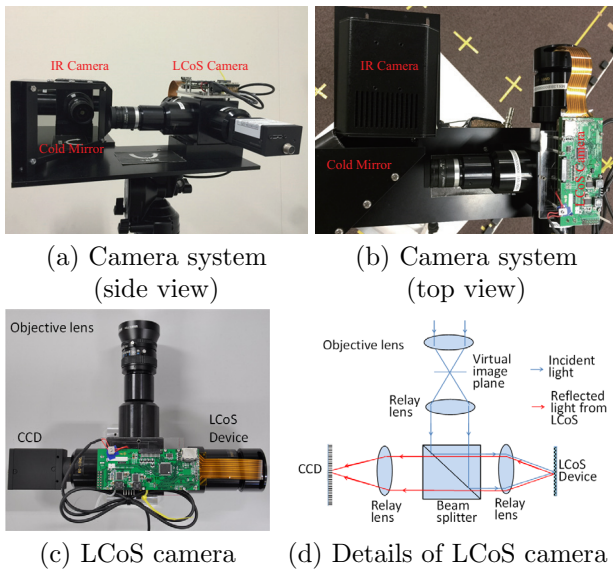 IR Camera
LCoS Camera
Cold Mirror
(a) Camera system
(side view)
IR Camera
Cold Mirror
LCoS Camera
(b) Camera system
(top view)
Objective lens
CCD
LCoS
Device
(c) LCoS camera
Objective lens
Virtual
image
plane
Incident
light
Relay
lens
Reflected
light from
LCoS
CCD
LCoS
Device
Relay
lens
Beam
splitter
Relay
lens
(d) Details of LCoS camera